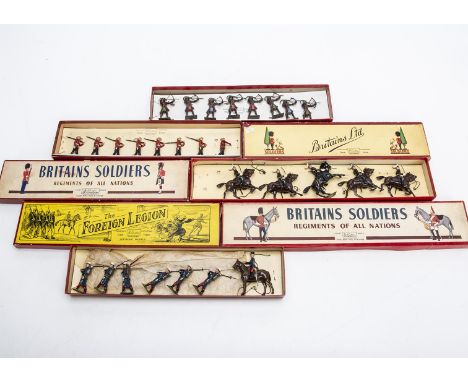 Britains Ltd
BRITAINS SOLDIERS
REGIMENTS OF ALL NATIONS
The
FOREIGN LEGION
BRITAINS SOLDIERS
REGIMENTS OF ALL NATIONS